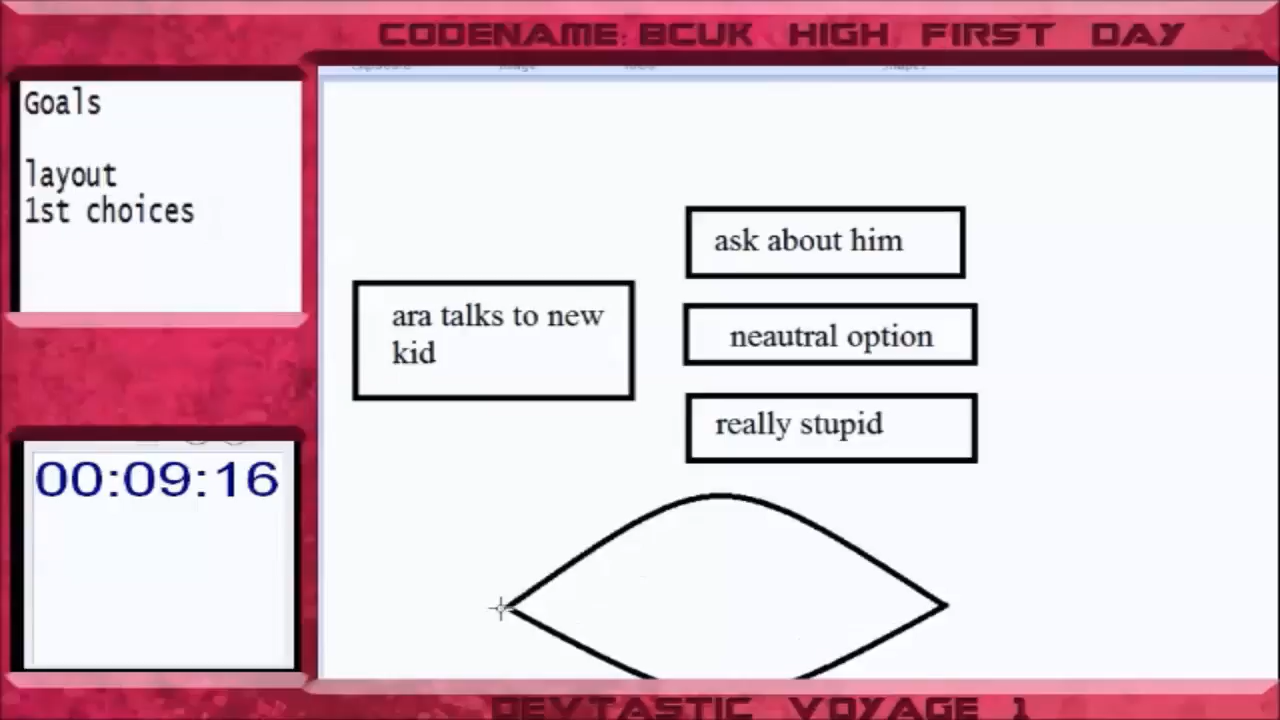 CODENAME: BCUK HIGH FIRST DAY
Goals
layout
1st choices
ask about him
ara talks to new
kid
neautral option
really stupid
00:09:16
DEVTASTIC VOYAGE 1